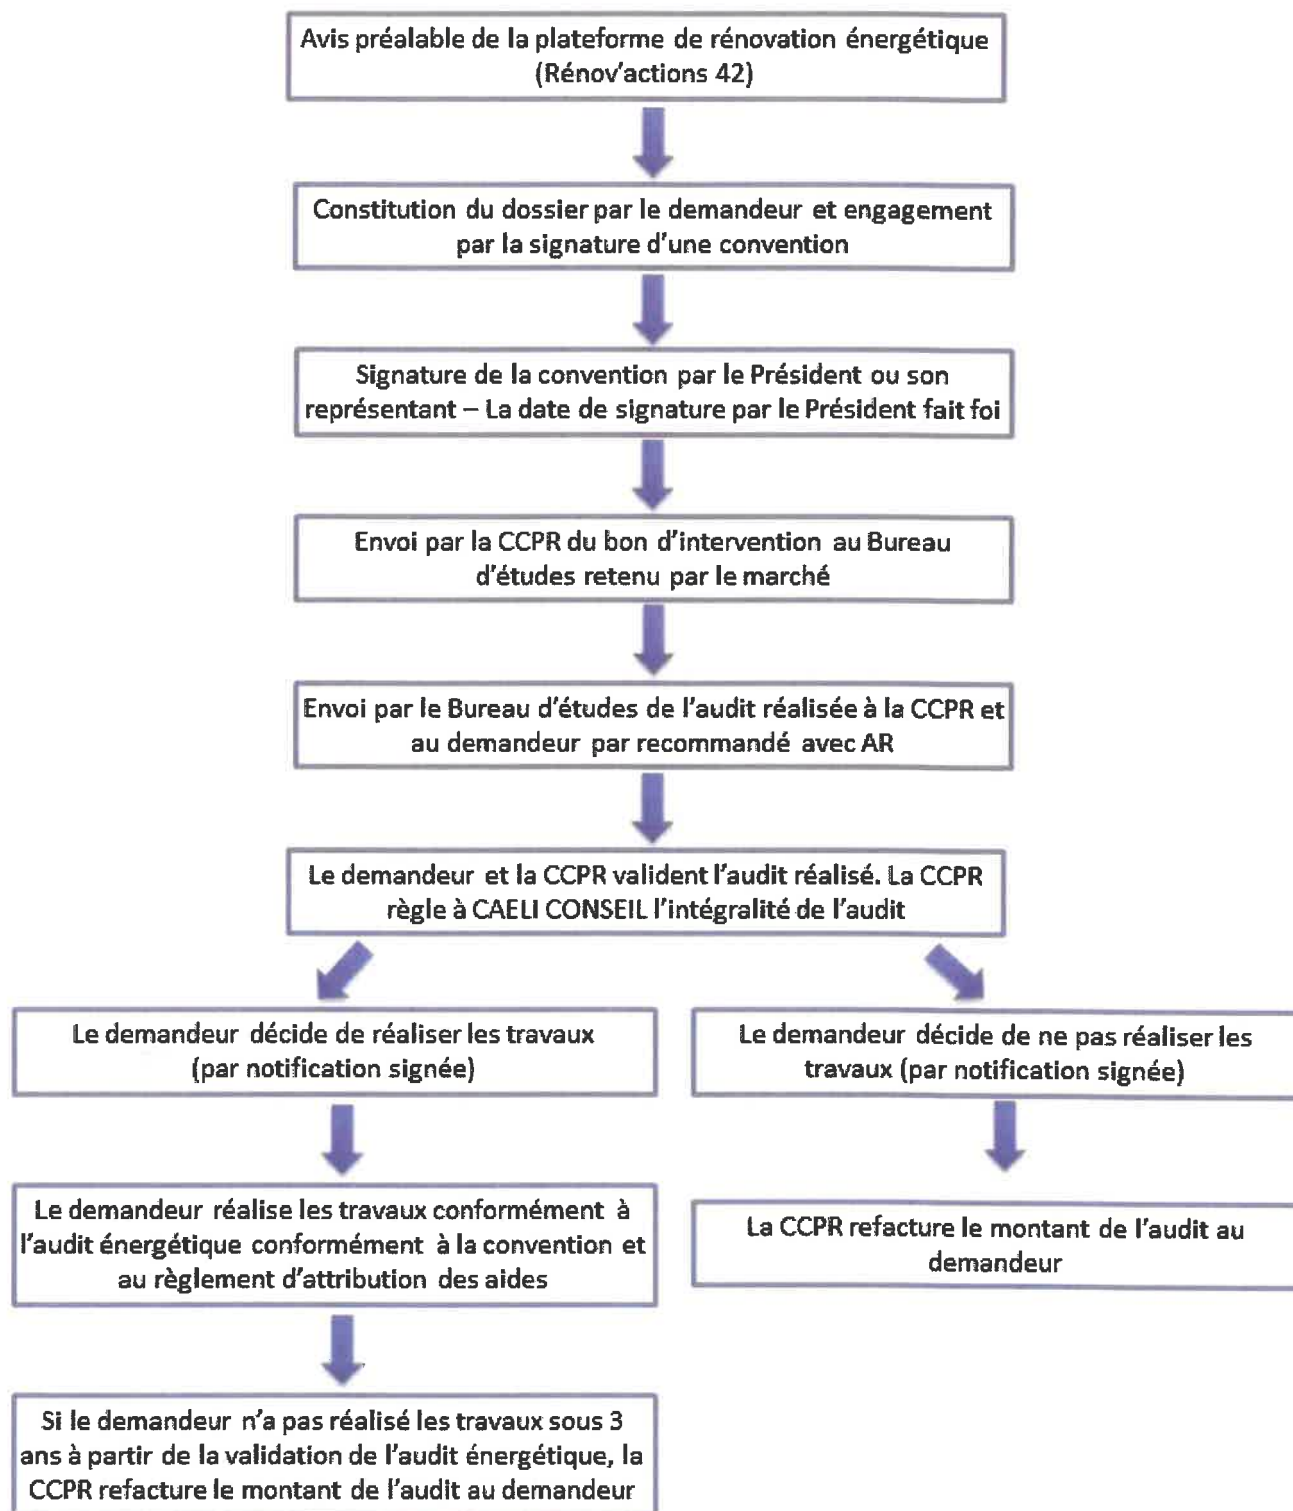 Avis préalable de la plateforme de rénovation énergétique
(Rénov'actions 42)
Constitution du dossier par le demandeur et engagement
par la signature d'une convention
Signature de la convention par le Président ou son
représentant – La date de signature par le Président fait foi
Envoi par la CCPR du bon d'intervention au Bureau
d'études retenu par le marché
Envoi par le Bureau d'études de l'audit réalisée à la CCPR et
au demandeur par recommandé avec AR
Le demandeur et la CCPR valident l'audit réalisé. La CCPR
règle à CAELI CONSEIL l'intégralité de l'audit
Le demandeur décide de réaliser les travaux
(par notification signée)
Le demandeur décide de ne pas réaliser les
travaux (par notification signée)
Le demandeur réalise les travaux conformément à
l'audit énergétique conformément à la convention et
au règlement d'attribution des aides
La CCPR refacture le montant de l'audit au
demandeur
Si le demandeur n'a pas réalisé les travaux sous 3
ans à partir de la validation de l'audit énergétique, la
CCPR refacture le montant de l'audit au demandeur